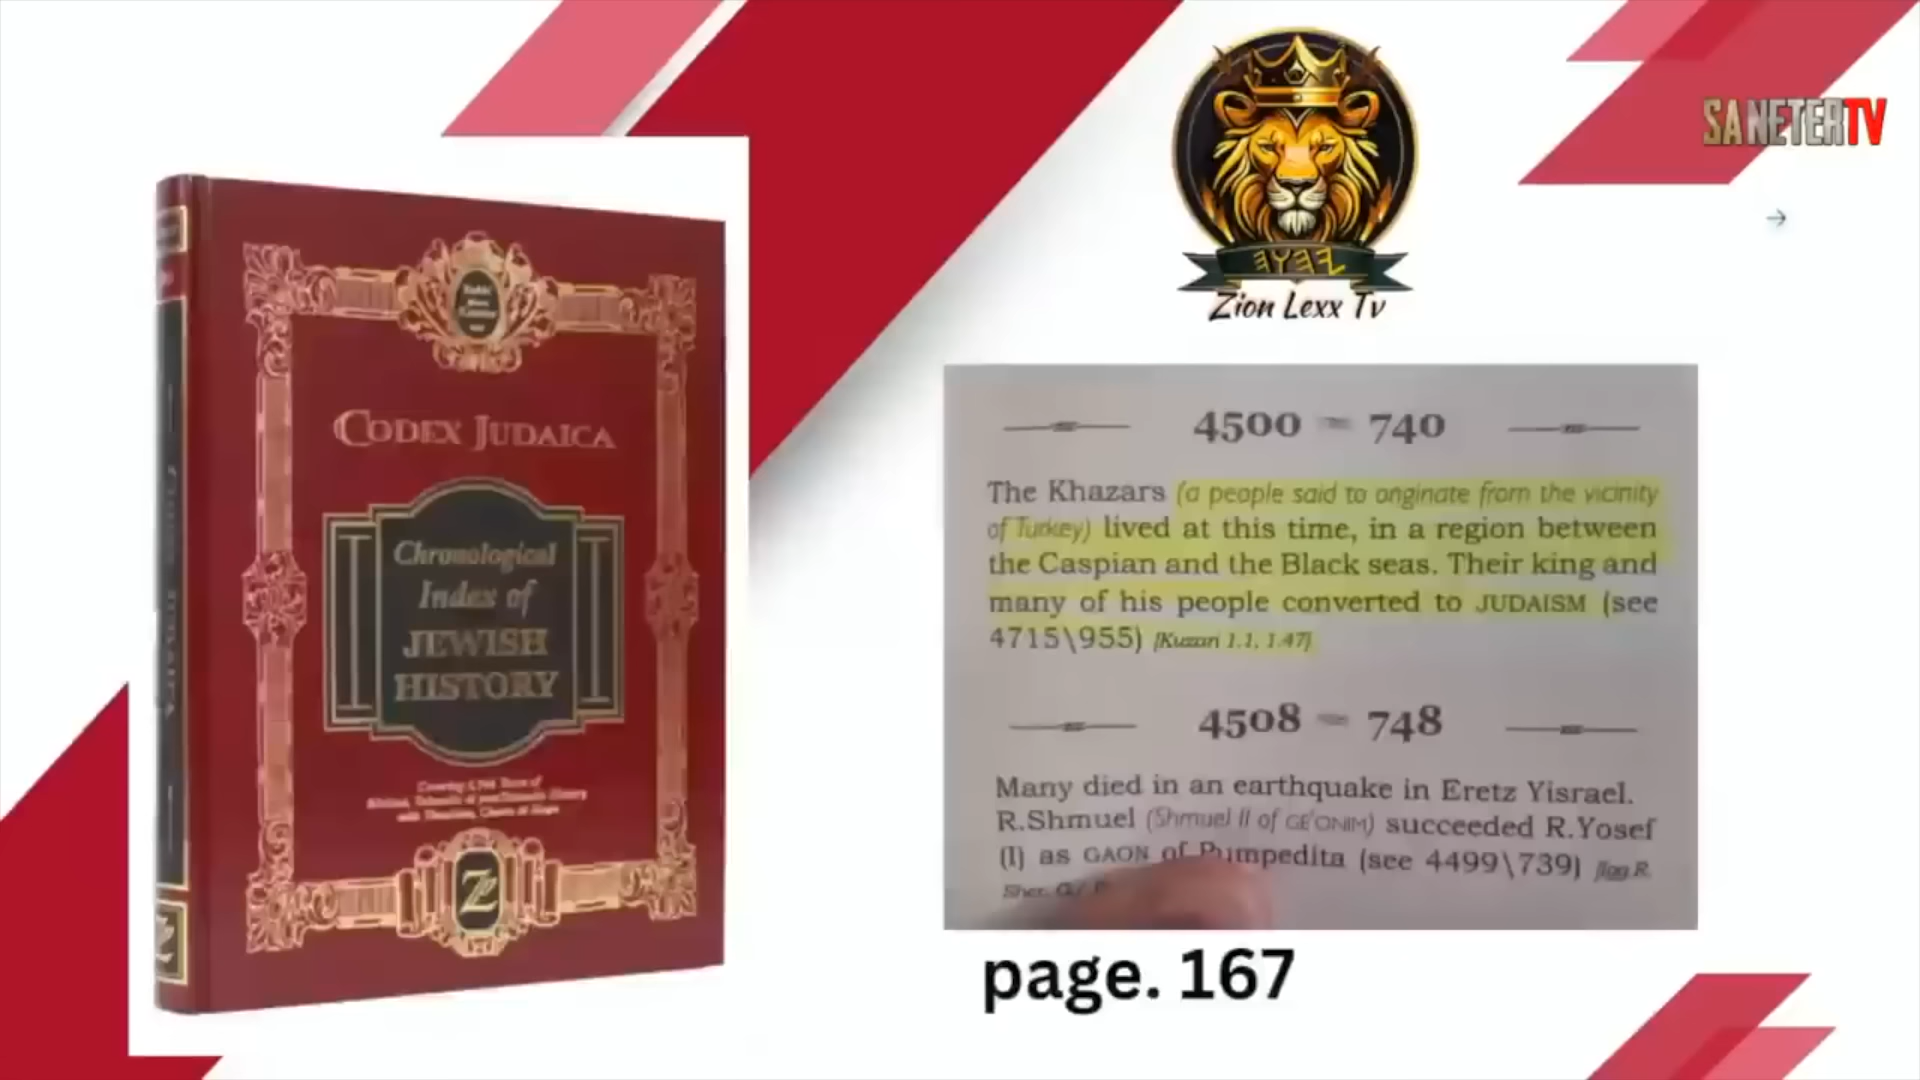 SANETERTV
Zion Lexx Tv
CODEX JUDAICA
Chronological
Index of
JEWISH
HISTORY
Z
4500 ~ 740
The Khazars (a people said to originate from the vicinity
of Turkey) lived at this time, in a region between
the Caspian and the Black seas. Their king and
many of his people converted to JUDAISM (see
4715\955) [Kuzari 1.1, 1.47]
4508 ~ 748
Many died in an earthquake in Eretz Yisrael.
R.Shmuel (Shmuel II of GE'ONIM) succeeded R.Yosef
(I) as GAON of Pumpedita (see 4499\739) [Igg.R.
Sher.
page. 167